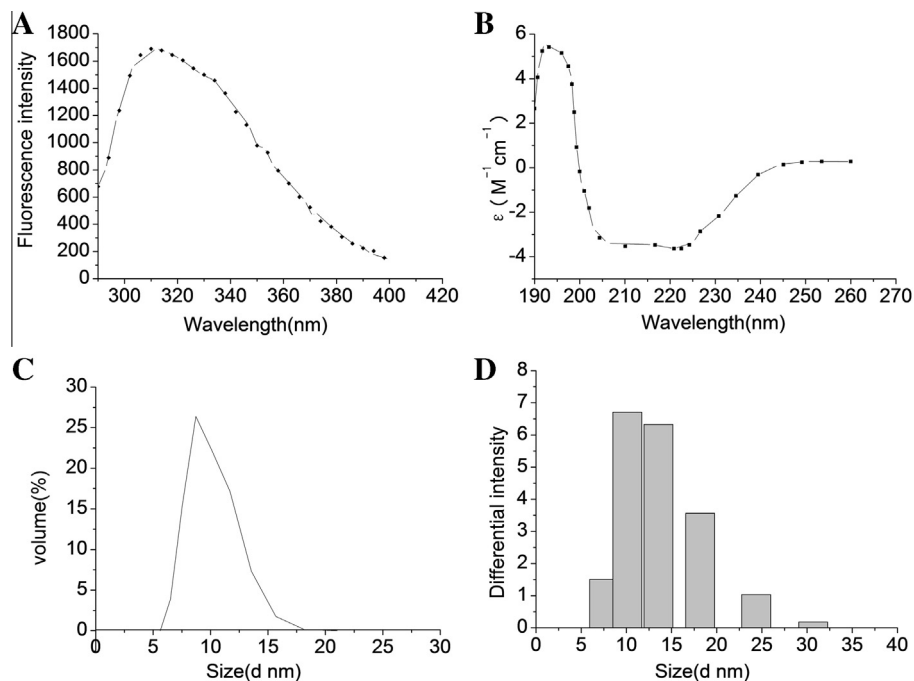 A
1800
1600
1400
1200
1000
800
600
400
200
Fluorescence intensity
300 320 340 360 380 400 420
Wavelength(nm)
B
6
4
2
0
-2
-4
ε ( M⁻¹cm⁻¹)
190 200 210 220 230 240 250 260 270
Wavelength(nm)
C
30
25
20
15
10
5
0
volume(%)
0 5 10 15 20 25 30
Size(d nm)
D
8
7
6
5
4
3
2
1
0
Differential intensity
0 5 10 15 20 25 30 35 40
Size(d nm)